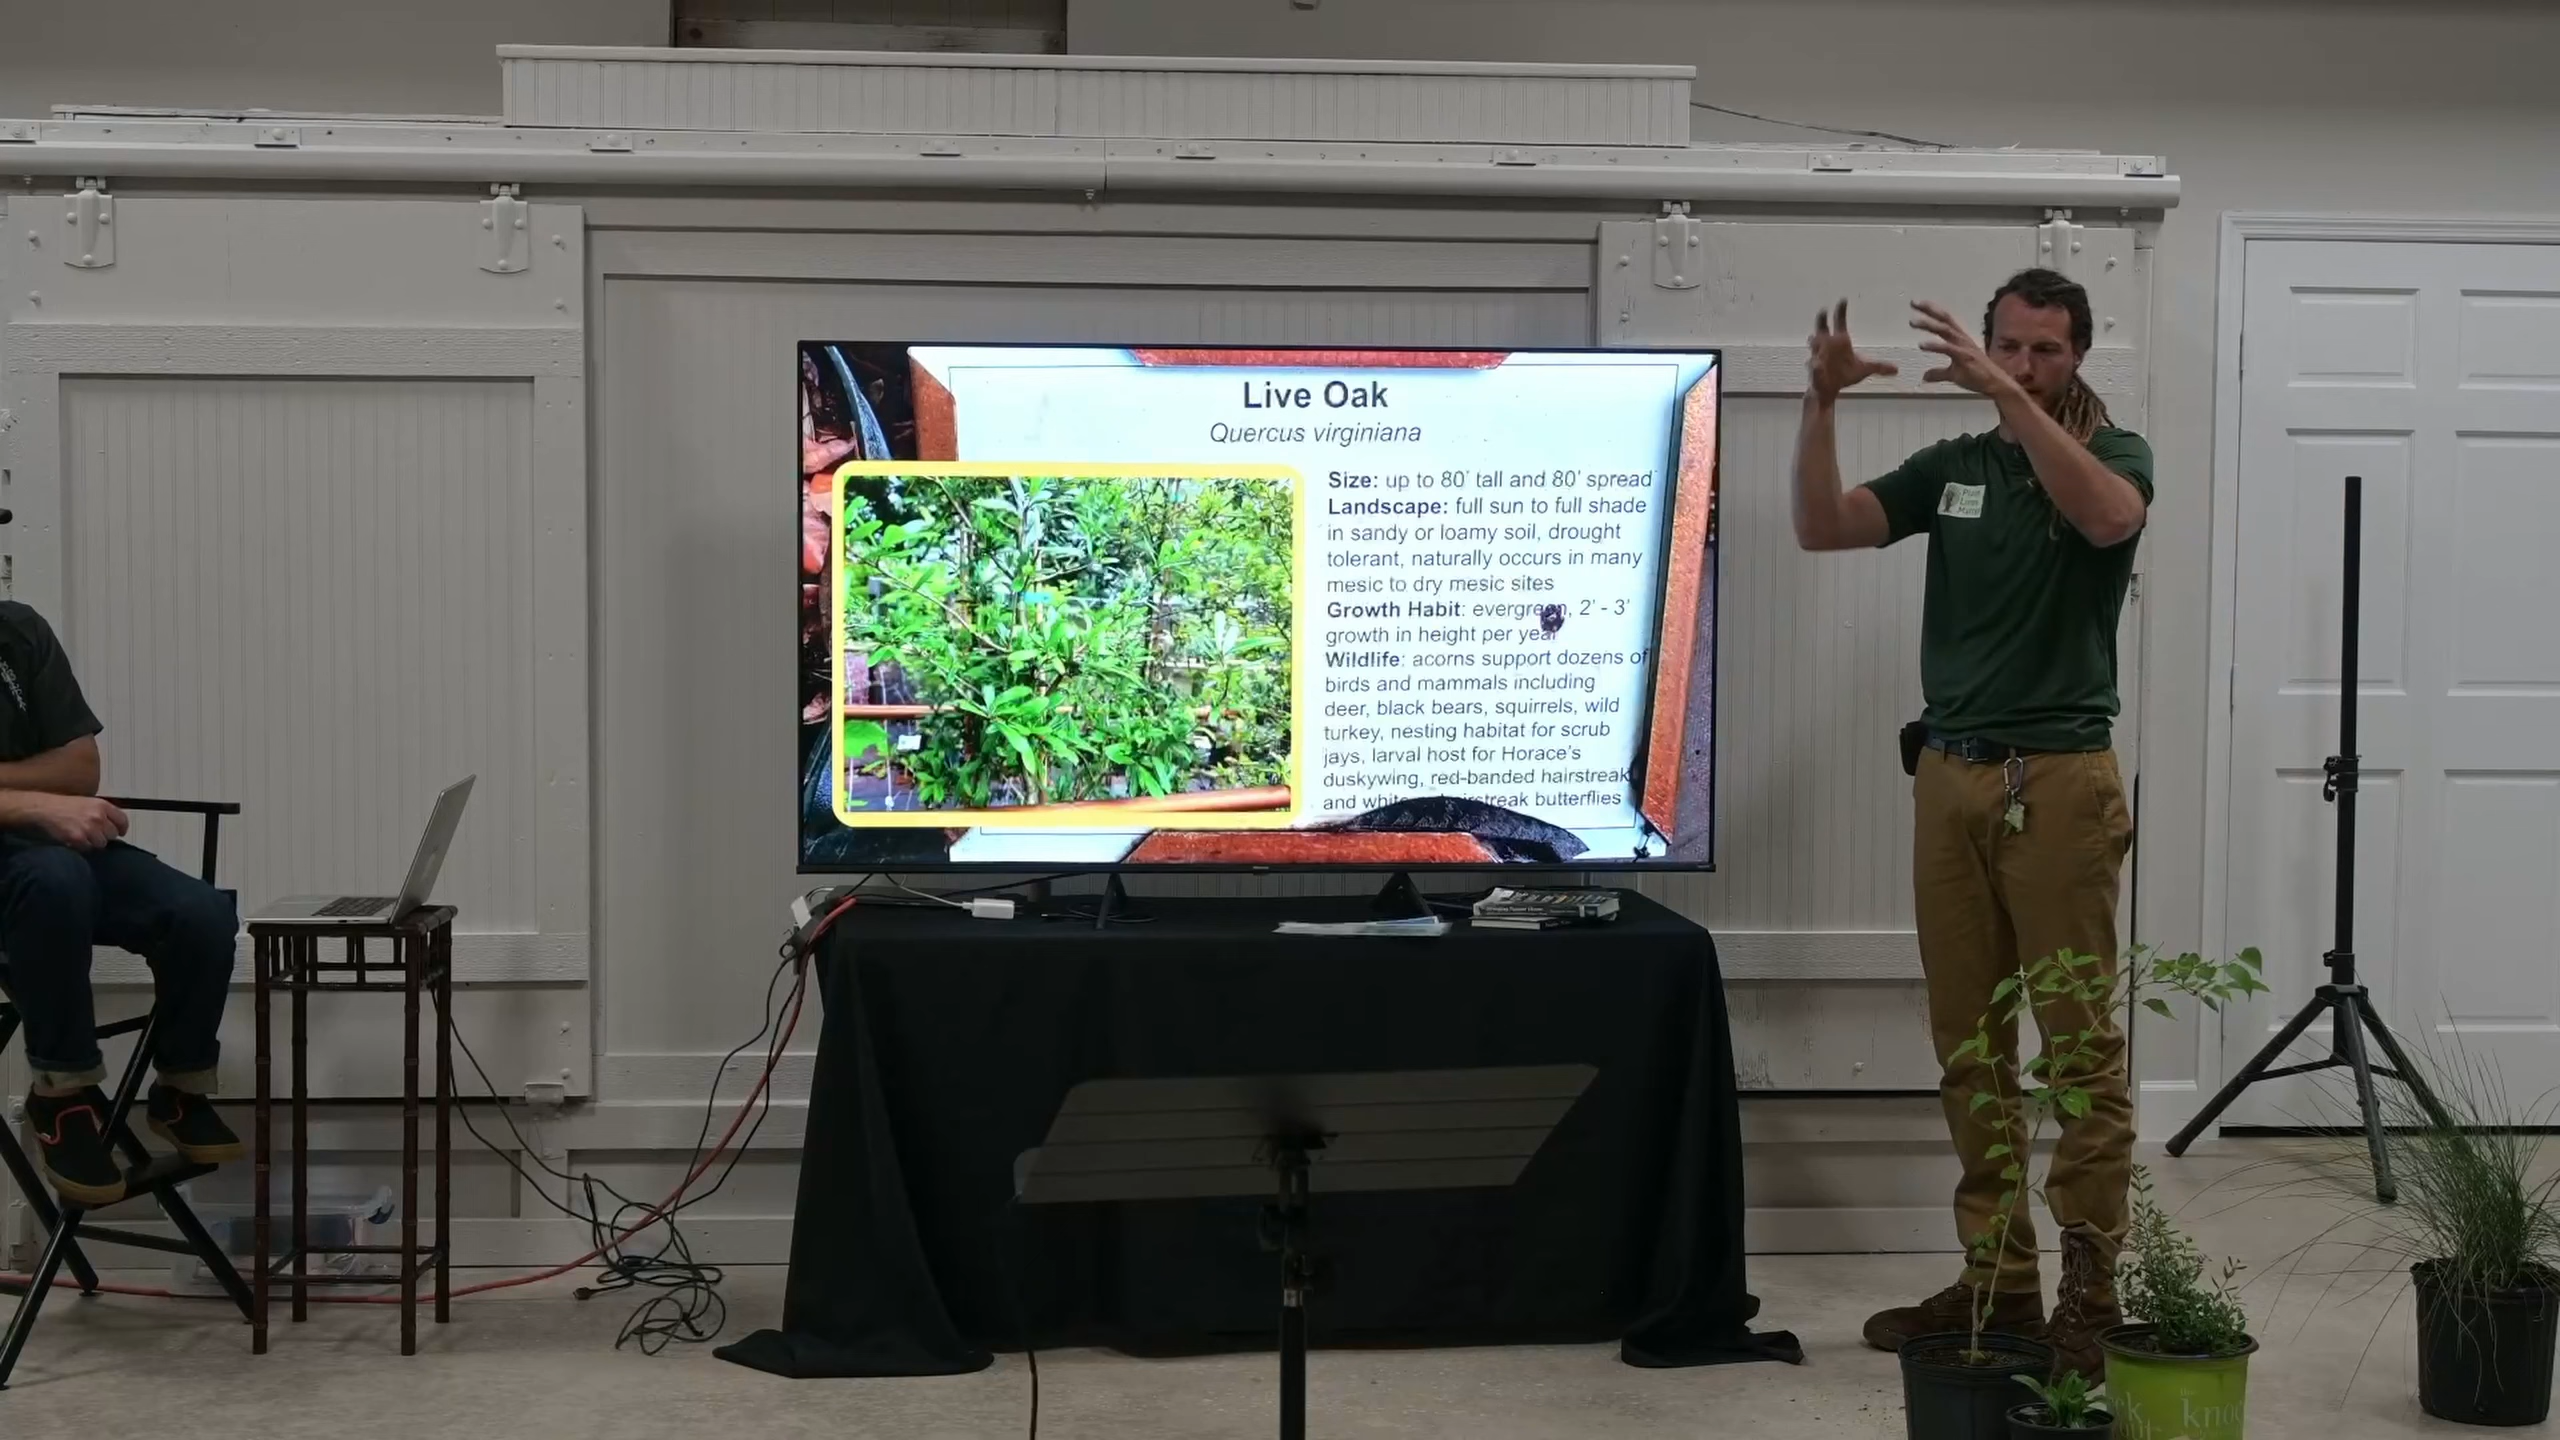 Live Oak
Quercus virginiana
Size: up to 80' tall and 80' spread
Landscape: full sun to full shade
in sandy or loamy soil, drought
tolerant, naturally occurs in many
mesic to dry mesic sites
Growth Habit: evergreen, 2' - 3'
growth in height per year
Wildlife: acorns support dozens of
birds and mammals including
deer, black bears, squirrels, wild
turkey, nesting habitat for scrub
jays, larval host for Horace's
duskywing, red-banded hairstreak
and butterflies
Plant
Lives
Matter